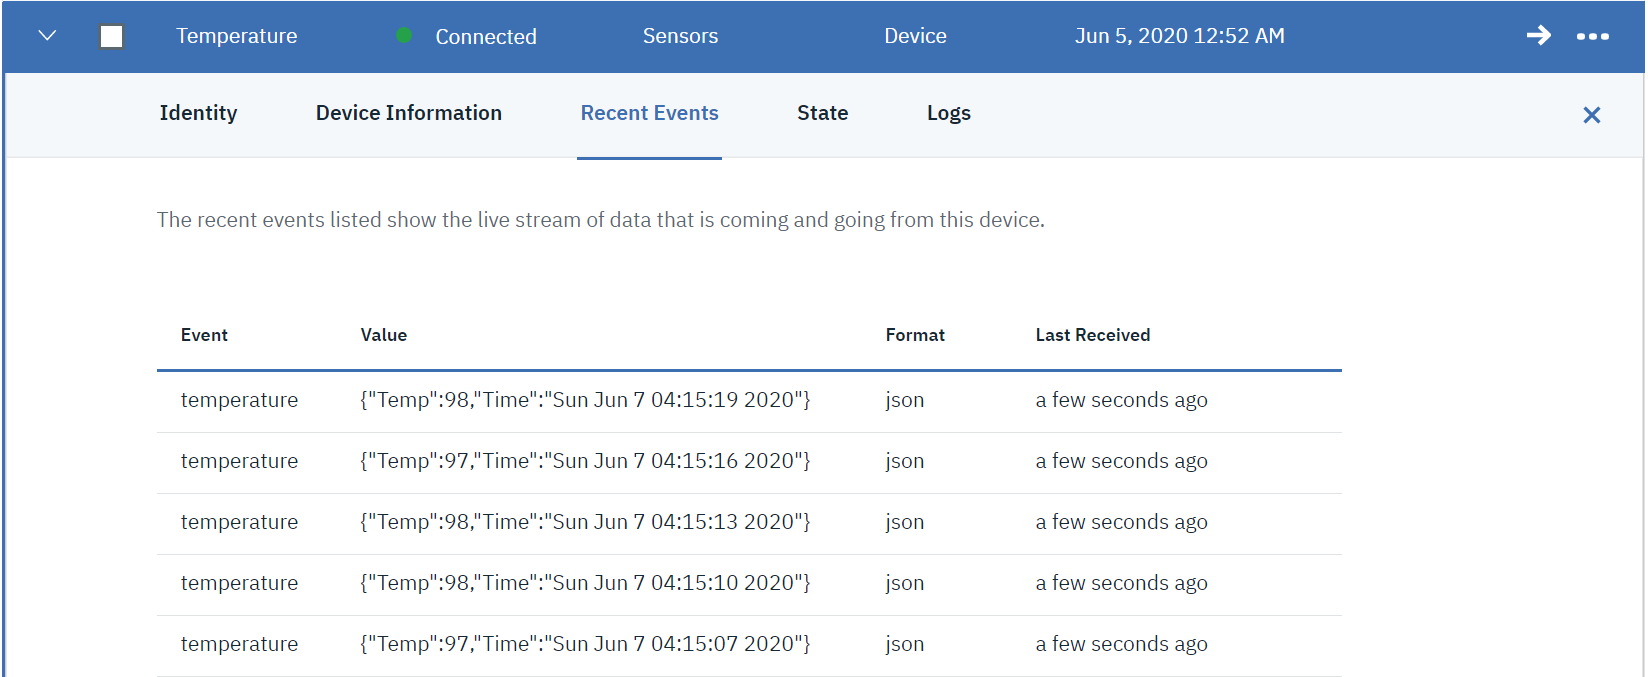 Temperature Connected Sensors Device Jun 5, 2020 12:52 AM
Identity Device Information Recent Events State Logs
The recent events listed show the live stream of data that is coming and going from this device.
Event Value Format Last Received
temperature {"Temp":98,"Time":"Sun Jun 7 04:15:19 2020"} json a few seconds ago
temperature {"Temp":97,"Time":"Sun Jun 7 04:15:16 2020"} json a few seconds ago
temperature {"Temp":98,"Time":"Sun Jun 7 04:15:13 2020"} json a few seconds ago
temperature {"Temp":98,"Time":"Sun Jun 7 04:15:10 2020"} json a few seconds ago
temperature {"Temp":97,"Time":"Sun Jun 7 04:15:07 2020"} json a few seconds ago